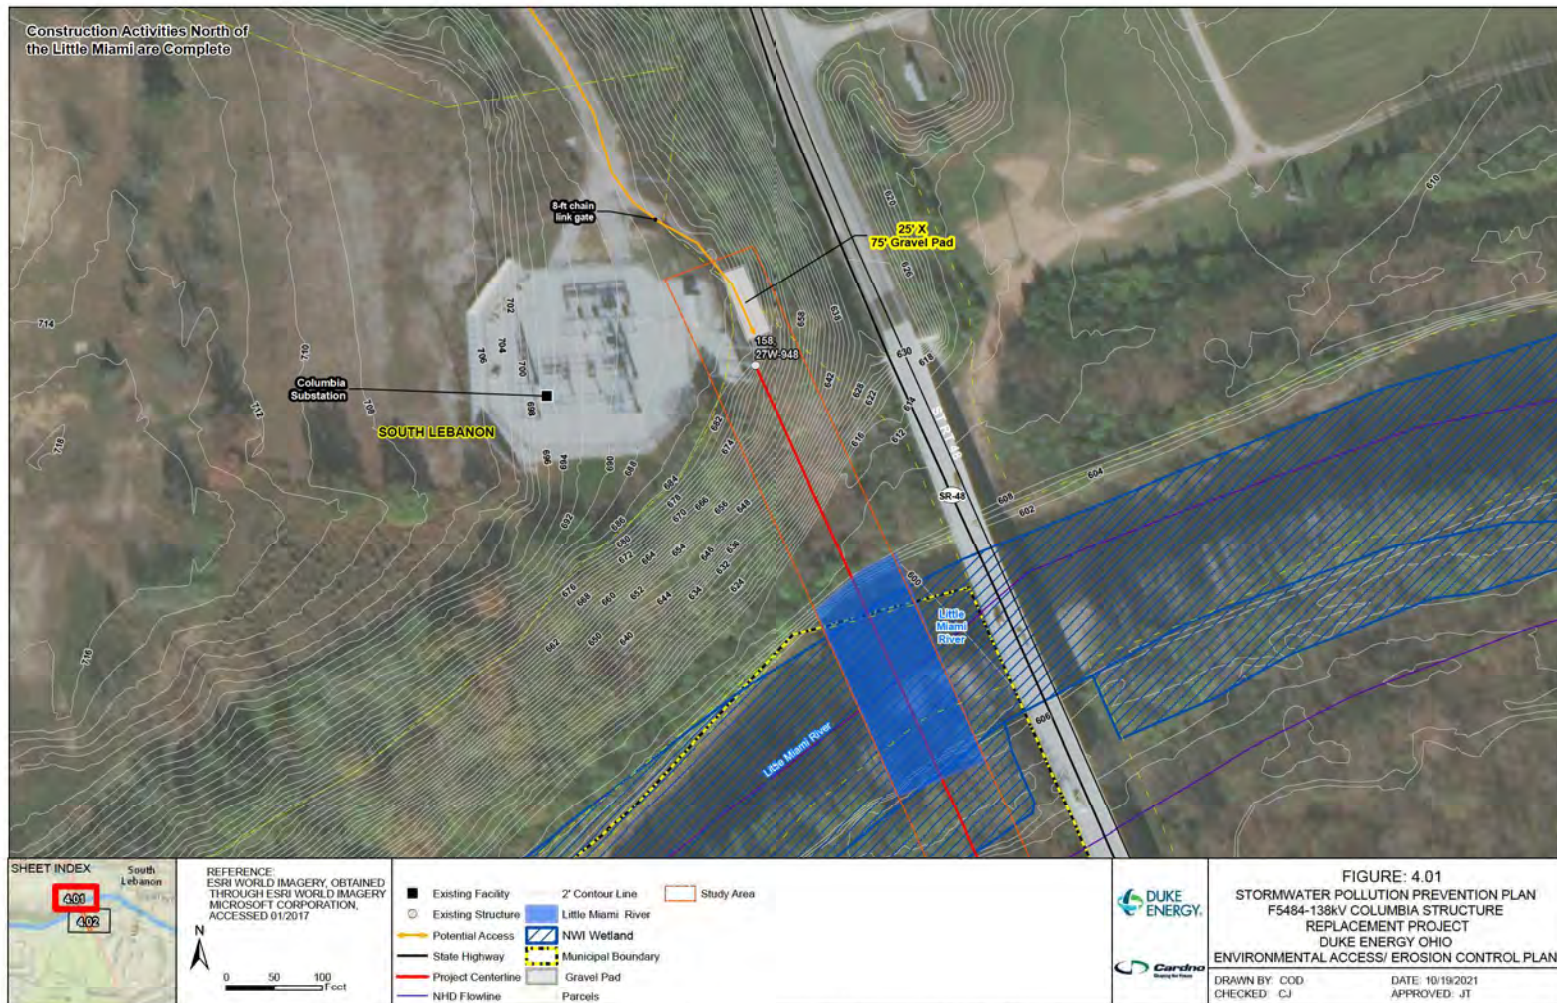 Construction Activities North of
the Little Miami are Complete
8-ft chain
link gate
25' X
75' Gravel Pad
158,
27W-948
Columbia
Substation
SOUTH LEBANON
SR-48
Little
Miami
River
Little Miami River
714
718
716
712
710
708
706
704
702
700
698
696
694
692
690
688
686
684
682
680
678
676
674
672
670
668
666
664
662
660
658
656
654
652
650
648
646
644
642
640
634
632
630
628
626
622
620
618
616
614
612
610
608
606
604
602
600
SHEET INDEX
South
Lebanon
4.01
4.02
REFERENCE:
ESRI WORLD IMAGERY, OBTAINED
THROUGH ESRI WORLD IMAGERY
MICROSOFT CORPORATION,
ACCESSED 01/2017
N
0 50 100
Feet
Existing Facility
Existing Structure
Potential Access
State Highway
Project Centerline
NHD Flowline
2' Contour Line
Little Miami River
NWI Wetland
Municipal Boundary
Gravel Pad
Parcels
Study Area
DUKE
ENERGY.
Cardno
FIGURE: 4.01
STORMWATER POLLUTION PREVENTION PLAN
F5484-138kV COLUMBIA STRUCTURE
REPLACEMENT PROJECT
DUKE ENERGY OHIO
ENVIRONMENTAL ACCESS/ EROSION CONTROL PLAN
DRAWN BY: COD
DATE: 10/19/2021
CHECKED: CJ
APPROVED: JT